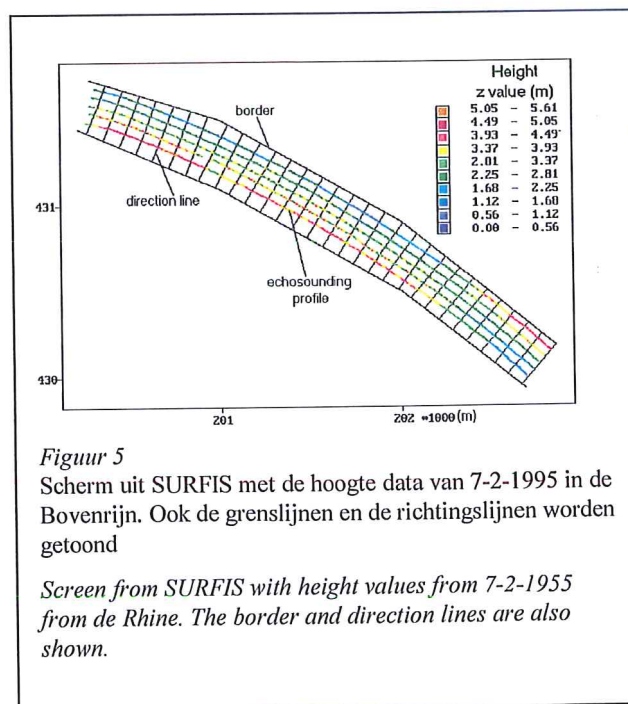 Height
z value (m)
5.05 - 5.61
4.49 - 5.05
3.93 - 4.49
3.37 - 3.93
2.01 - 3.37
2.25 - 2.81
1.68 - 2.25
1.12 - 1.68
0.56 - 1.12
0.00 - 0.56
border
direction line
echosounding
profile
431
430
201
202 *1000 (m)
Figuur 5
Scherm uit SURFIS met de hoogte data van 7-2-1995 in de
Bovenrijn. Ook de grenslijnen en de richtingslijnen worden
getoond
Screen from SURFIS with height values from 7-2-1955
from de Rhine. The border and direction lines are also
shown.